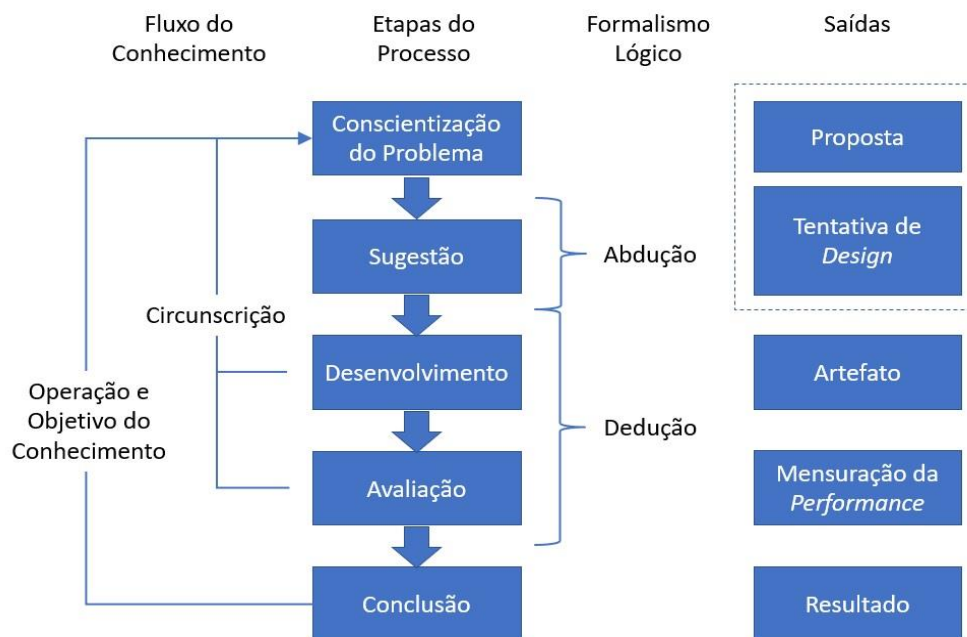 Fluxo do
Conhecimento
Etapas do
Processo
Formalismo
Lógico
Saídas
Conscientização
do Problema
Proposta
Sugestão
Abdução
Tentativa de
Design
Circunscrição
Desenvolvimento
Artefato
Operação e
Objetivo do
Conhecimento
Dedução
Avaliação
Mensuração da
Performance
Conclusão
Resultado